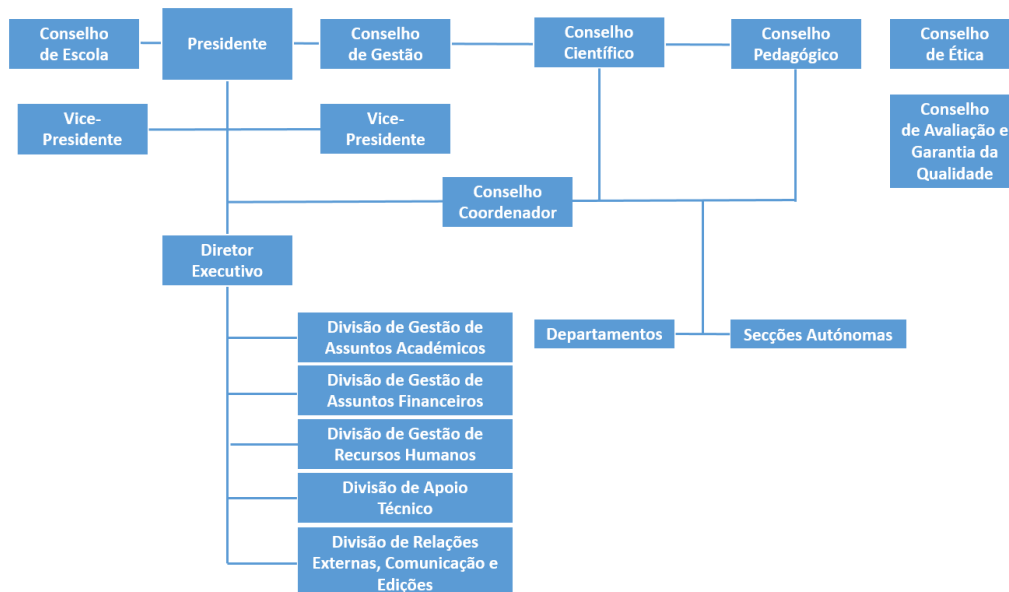 Conselho
de Escola
Presidente
Conselho
de Gestão
Conselho
Científico
Conselho
Pedagógico
Conselho
de Ética
Vice-
Presidente
Vice-
Presidente
Conselho
de Avaliação e
Garantia da
Qualidade
Conselho
Coordenador
Diretor
Executivo
Divisão de Gestão de
Assuntos Académicos
Departamentos
Secções Autónomas
Divisão de Gestão de
Assuntos Financeiros
Divisão de Gestão de
Recursos Humanos
Divisão de Apoio
Técnico
Divisão de Relações
Externas, Comunicação e
Edições